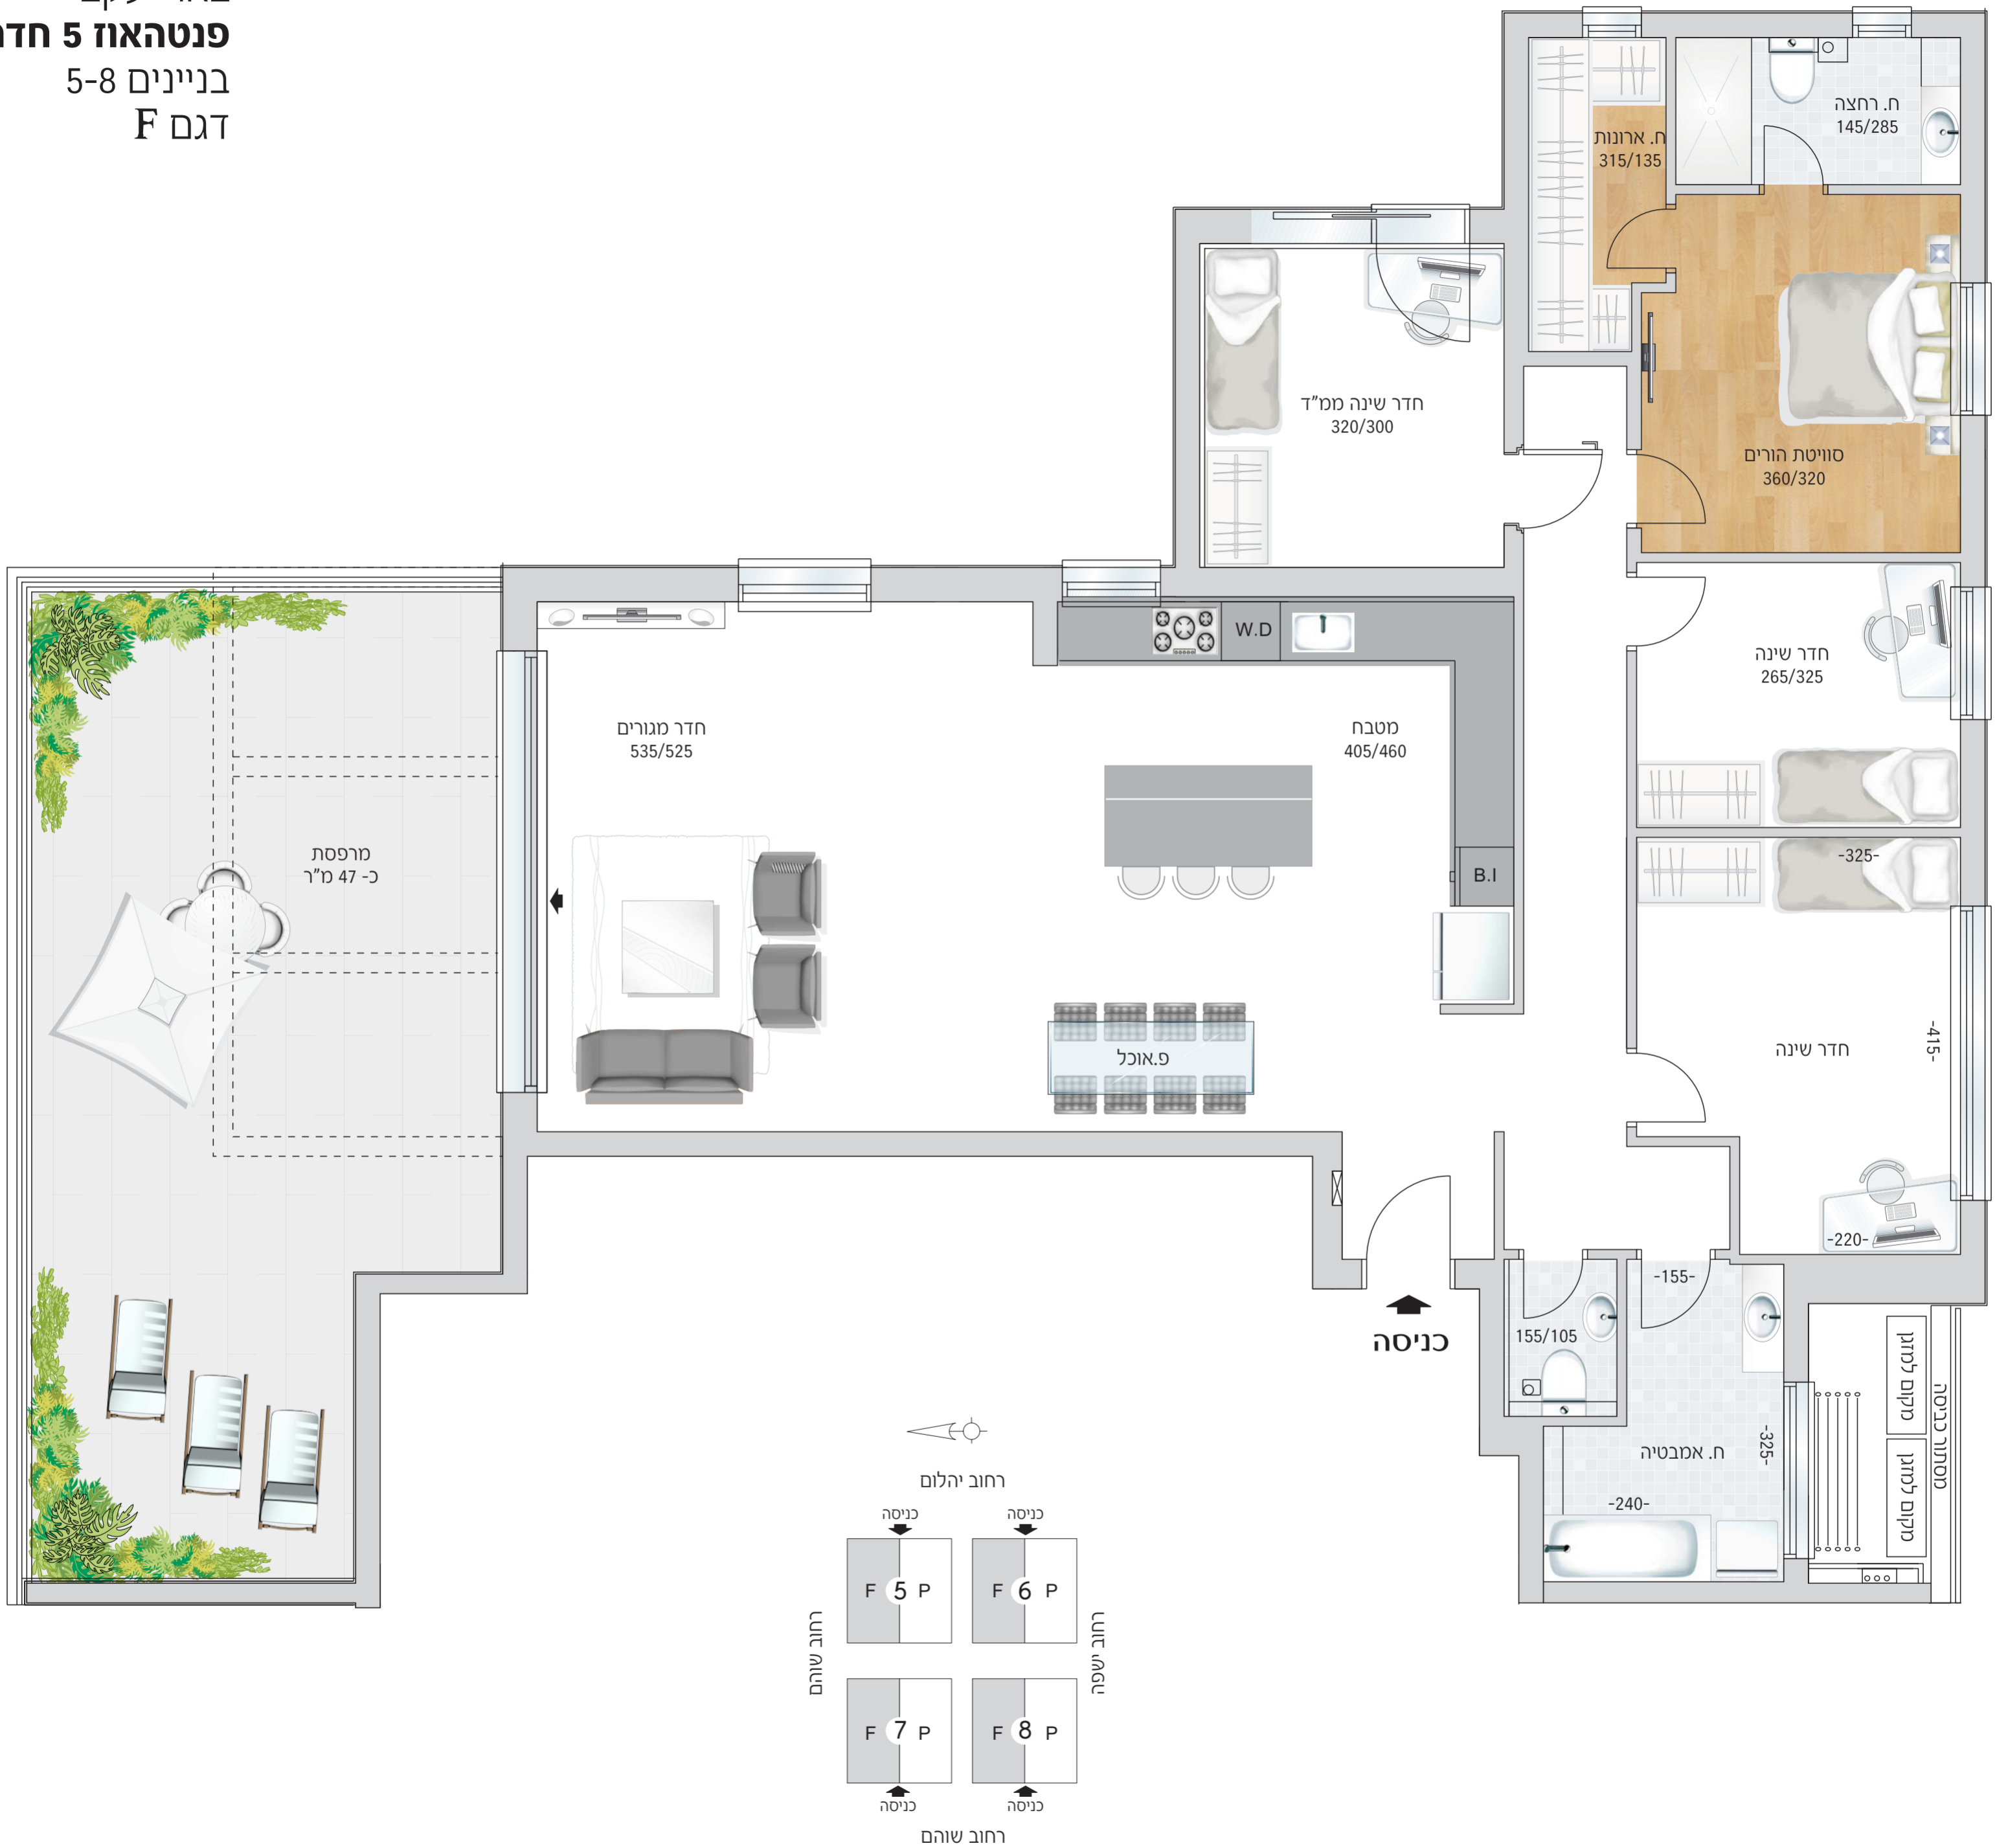 בניינים 5-8
דגם F
ח. רחצה
145/285
ח. ארונות
315/135
חדר שינה ממ"ד
320/300
סוויטת הורים
360/320
W.D
חדר שינה
265/325
חדר מגורים
535/525
מטבח
405/460
מרפסת
כ- 47 מ"ר
B.I
-325-
פ.אוכל
חדר שינה
-415-
-220-
כניסה
155/105
-155-
ח. אמבטיה
-325-
-240-
מקום למזגן
מקום למזגן
מסתור כביסה
רחוב יהלום
כניסה
כניסה
F 5 P
F 6 P
רחוב שוהם
רחוב ישפה
F 7 P
F 8 P
כניסה
כניסה
רחוב שוהם
פנטהאוז 5